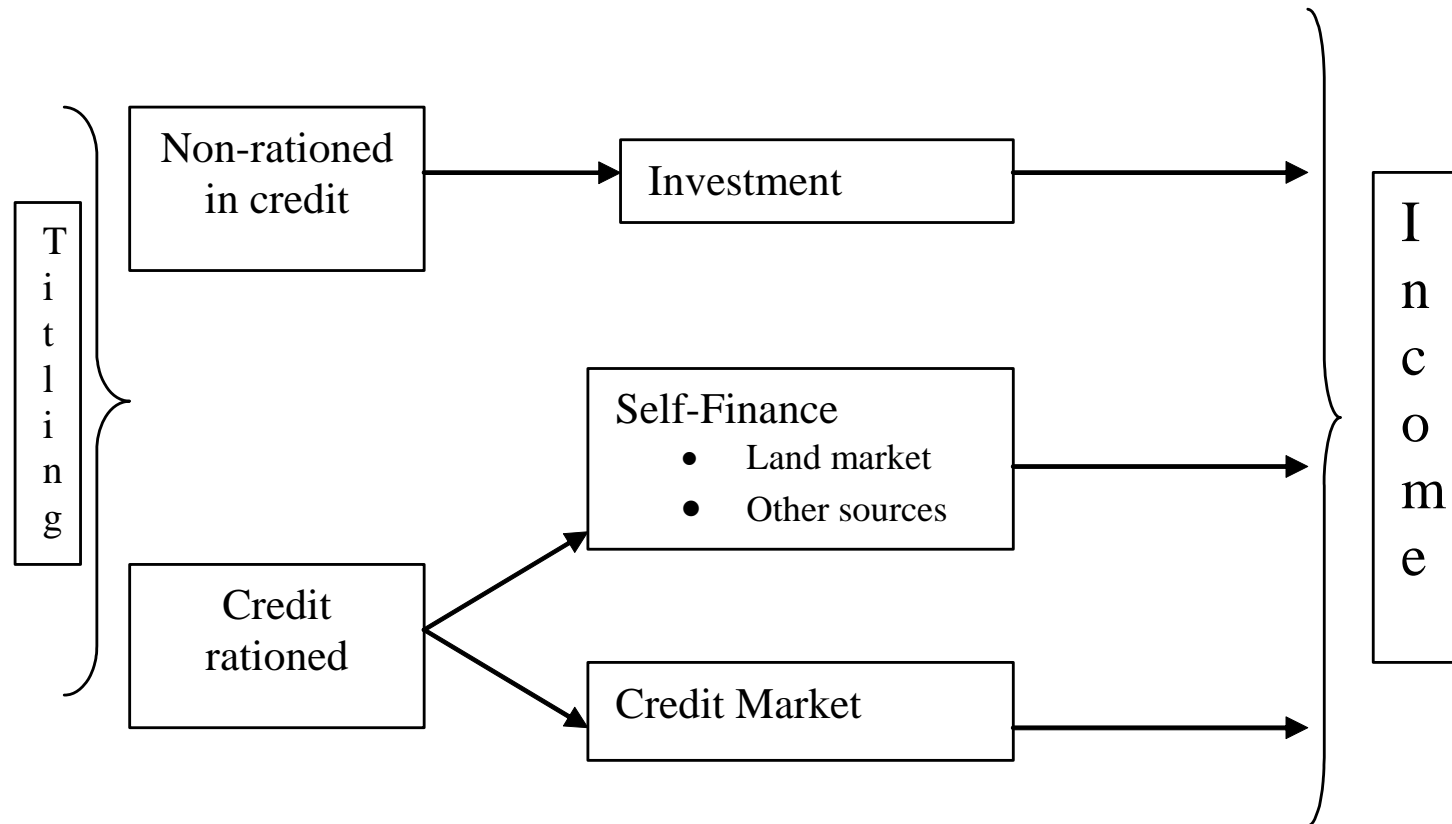 Titling
Non-rationed
in credit
Investment
Self-Finance
• Land market
• Other sources
Credit
rationed
Credit Market
Income